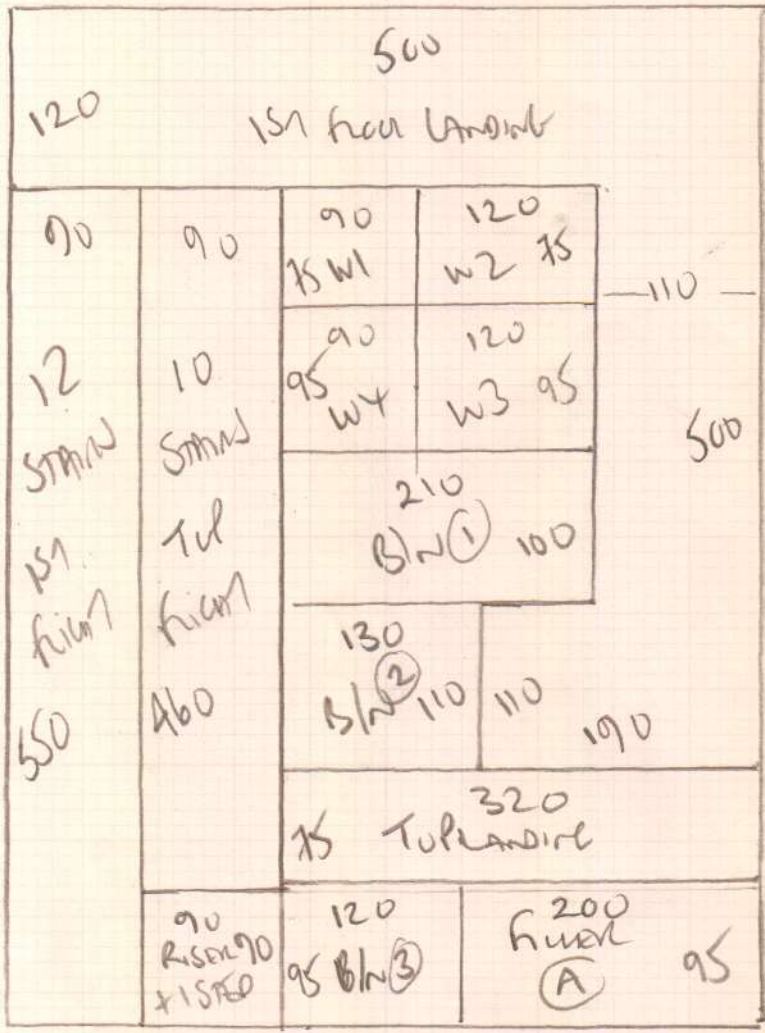 500
120
1ST FLOOR LANDING
90
90
90
75 W1
120
W2 75
110
90
95 W4
120
W3 95
12
STAIRS
1ST
FLIGHT
550
10
STAIRS
TOP
FLIGHT
460
500
210
B/N ① 100
130
B/N ② 110
110
190
320
75 TOP LANDING
90
RISER 90
+ 1 STEP
120
95 B/N ③
200
FILLER
Ⓐ 95